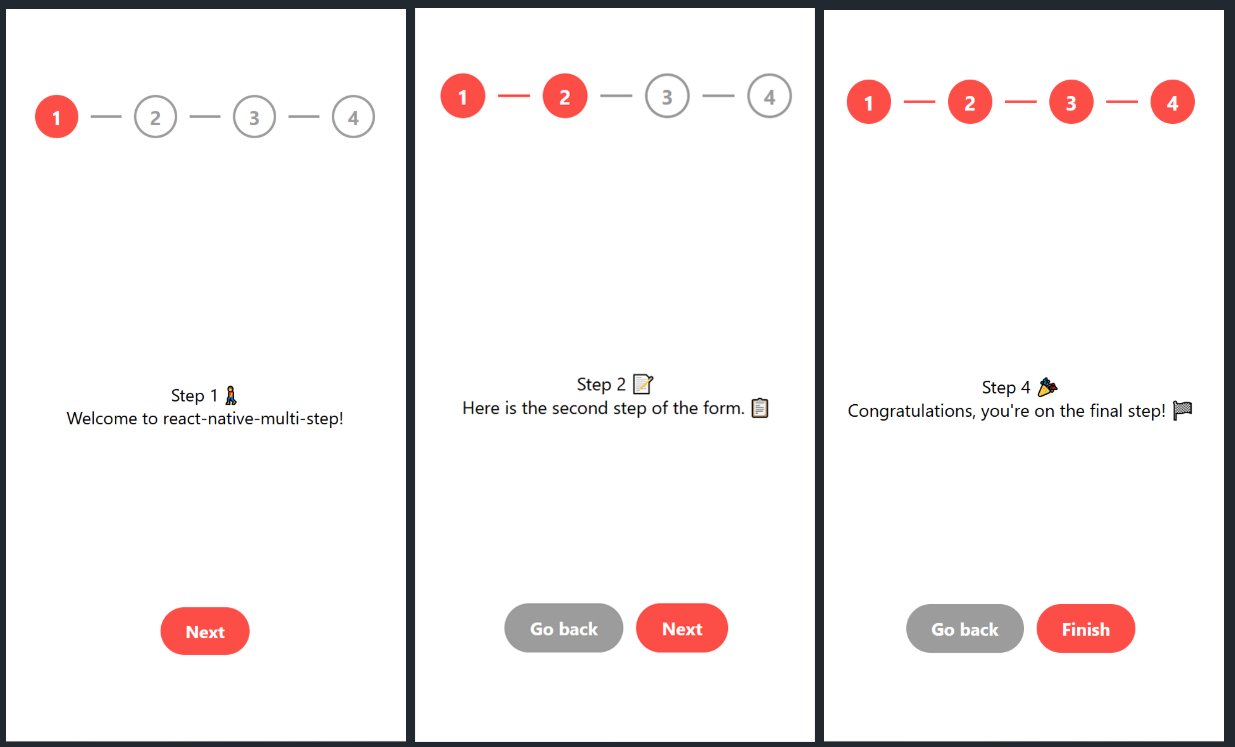 1 2 3 4
Step 1 🧍
Welcome to react-native-multi-step!
Next
1 2 3 4
Step 2 📝
Here is the second step of the form. 📋
Go back Next
1 2 3 4
Step 4 🎉
Congratulations, you're on the final step! 🏁
Go back Finish